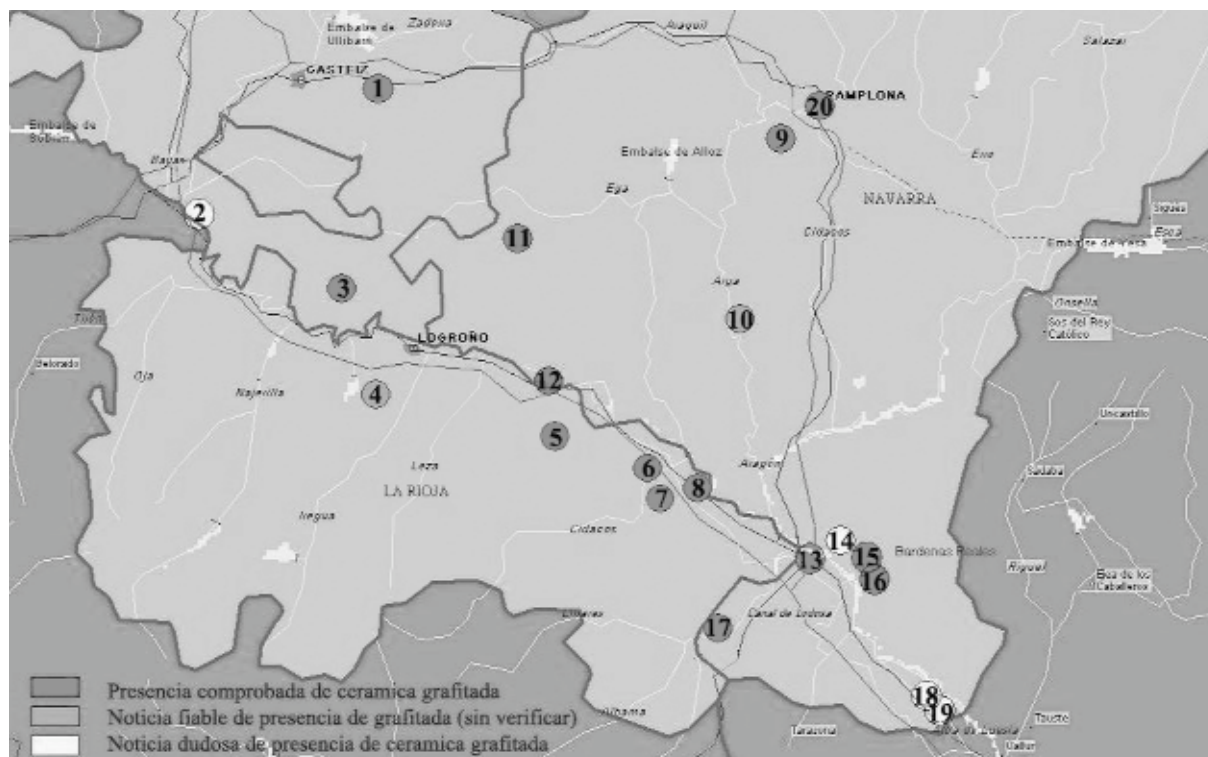 Embalse de
Ullibarri
Zadorra
Araquil
Salazar
GASTEIZ
1
PAMPLONA
20
Embalse de
Sobrón
9
Bayas
Embalse de Alloz
Ega
NAVARRA
2
Sigüés
Esca
11
Cidacos
Embalse de Yesa
3
Arga
Onsella
Tirón
10
Sos del Rey
Católico
LOGROÑO
Belorado
Oja
Najerilla
4
12
Uncastillo
5
Leza
6
Aragón
Sádaba
LA RIOJA
7
8
Iregua
Cidacos
14
13
15
Bardenas Reales
16
Riguel
Ejea de los
Caballeros
Linares
17
Canal de Lodosa
Presencia comprobada de ceramica grafitada
Noticia fiable de presencia de grafitada (sin verificar)
Noticia dudosa de presencia de ceramica grafitada
Alhama
18
19
Tarazona
Tauste
Gallur